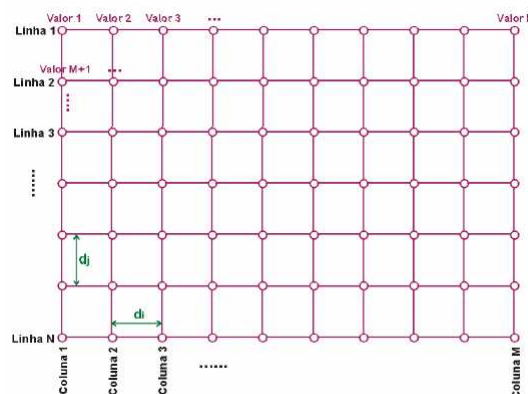 Valor 1 Valor 2 Valor 3 ... Valor
Linha 1
Valor M+1 ...
Linha 2
Linha 3
......
dj
di
Linha N
Coluna 1 Coluna 2 Coluna 3 ...... Coluna M